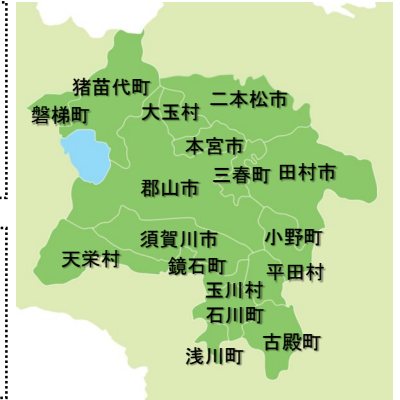 猪苗代町
磐梯町
大玉村
二本松市
本宮市
三春町
田村市
郡山市
須賀川市
小野町
天栄村
鏡石町
平田村
玉川村
石川町
古殿町
浅川町